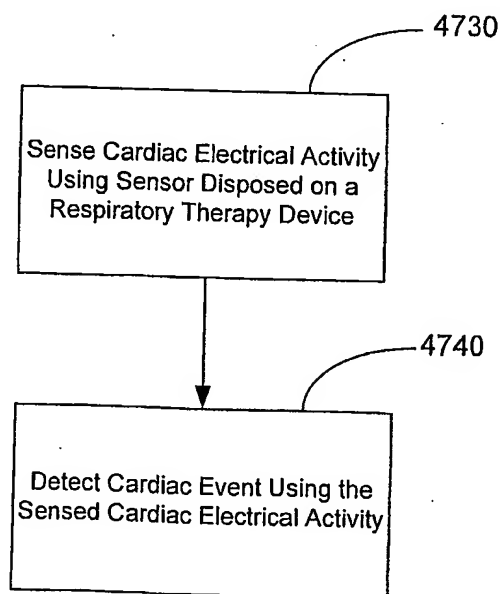 4730
Sense Cardiac Electrical Activity
Using Sensor Disposed on a
Respiratory Therapy Device
4740
Detect Cardiac Event Using the
Sensed Cardiac Electrical Activity